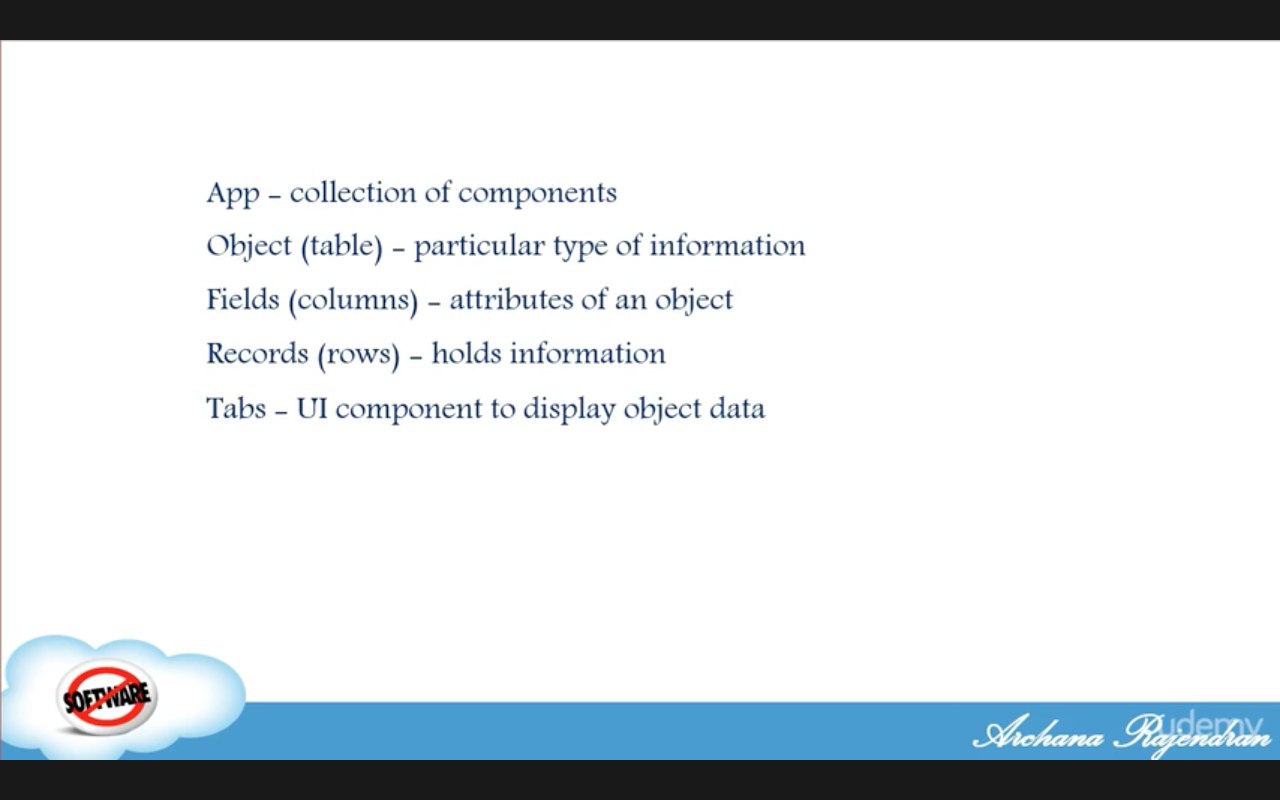 App – collection of components
Object (table) – particular type of information
Fields (columns) – attributes of an object
Records (rows) – holds information
Tabs – UI component to display object data
SOFTWARE
Archana Rajendran
udemy